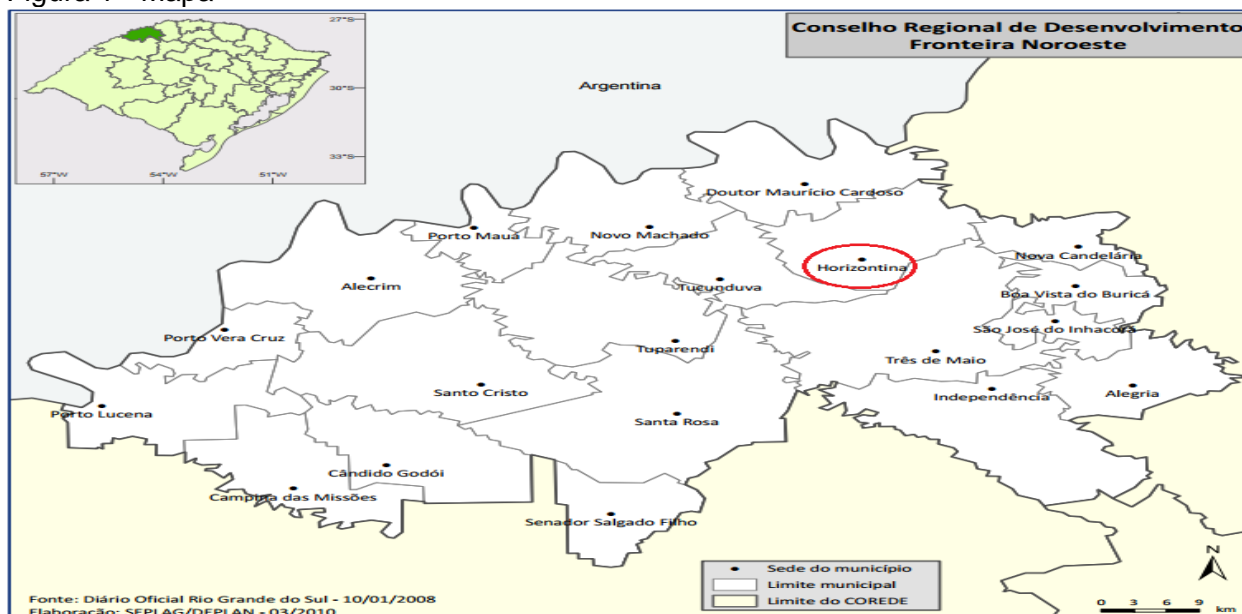 Figura 1 - Mapa
Conselho Regional de Desenvolvimento
Fronteira Noroeste
27°S
30°S
33°S
57°W
54°W
51°W
Argentina
Doutor Maurício Cardoso
Porto Mauá
Novo Machado
Nova Candelária
Horizontina
Alecrim
Tucunduva
Boa Vista do Buricá
São José do Inhacorá
Porto Vera Cruz
Tuparendi
Três de Maio
Santo Cristo
Independência
Alegria
Porto Lucena
Santa Rosa
Cândido Godói
Campina das Missões
Senador Salgado Filho
N
Sede do município
Limite municipal
Limite do COREDE
Fonte: Diário Oficial Rio Grande do Sul - 10/01/2008
Elaboração: SEPLAG/DEPLAN - 03/2010
0 3 6 9
km